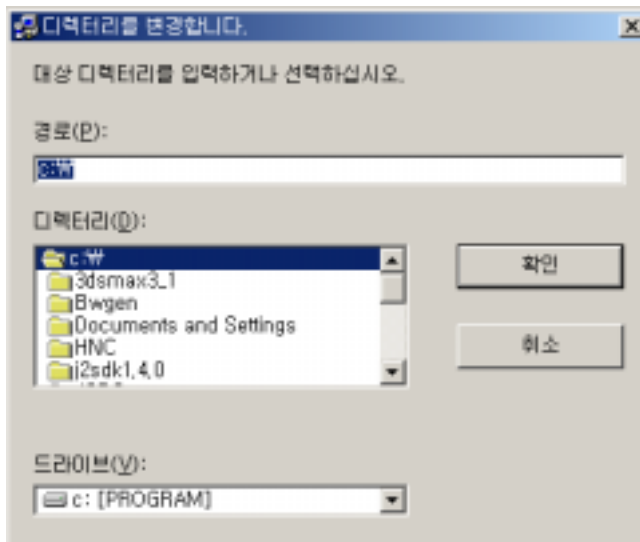 디렉터리를 변경합니다.
대상 디렉터리를 입력하거나 선택하십시오.
경로(P):
c:₩
디렉터리(D):
c:₩
3dsmax3_1
Bwgen
Documents and Settings
HNC
j2sdk1,4,0
확인
취소
드라이브(V):
c: [PROGRAM]